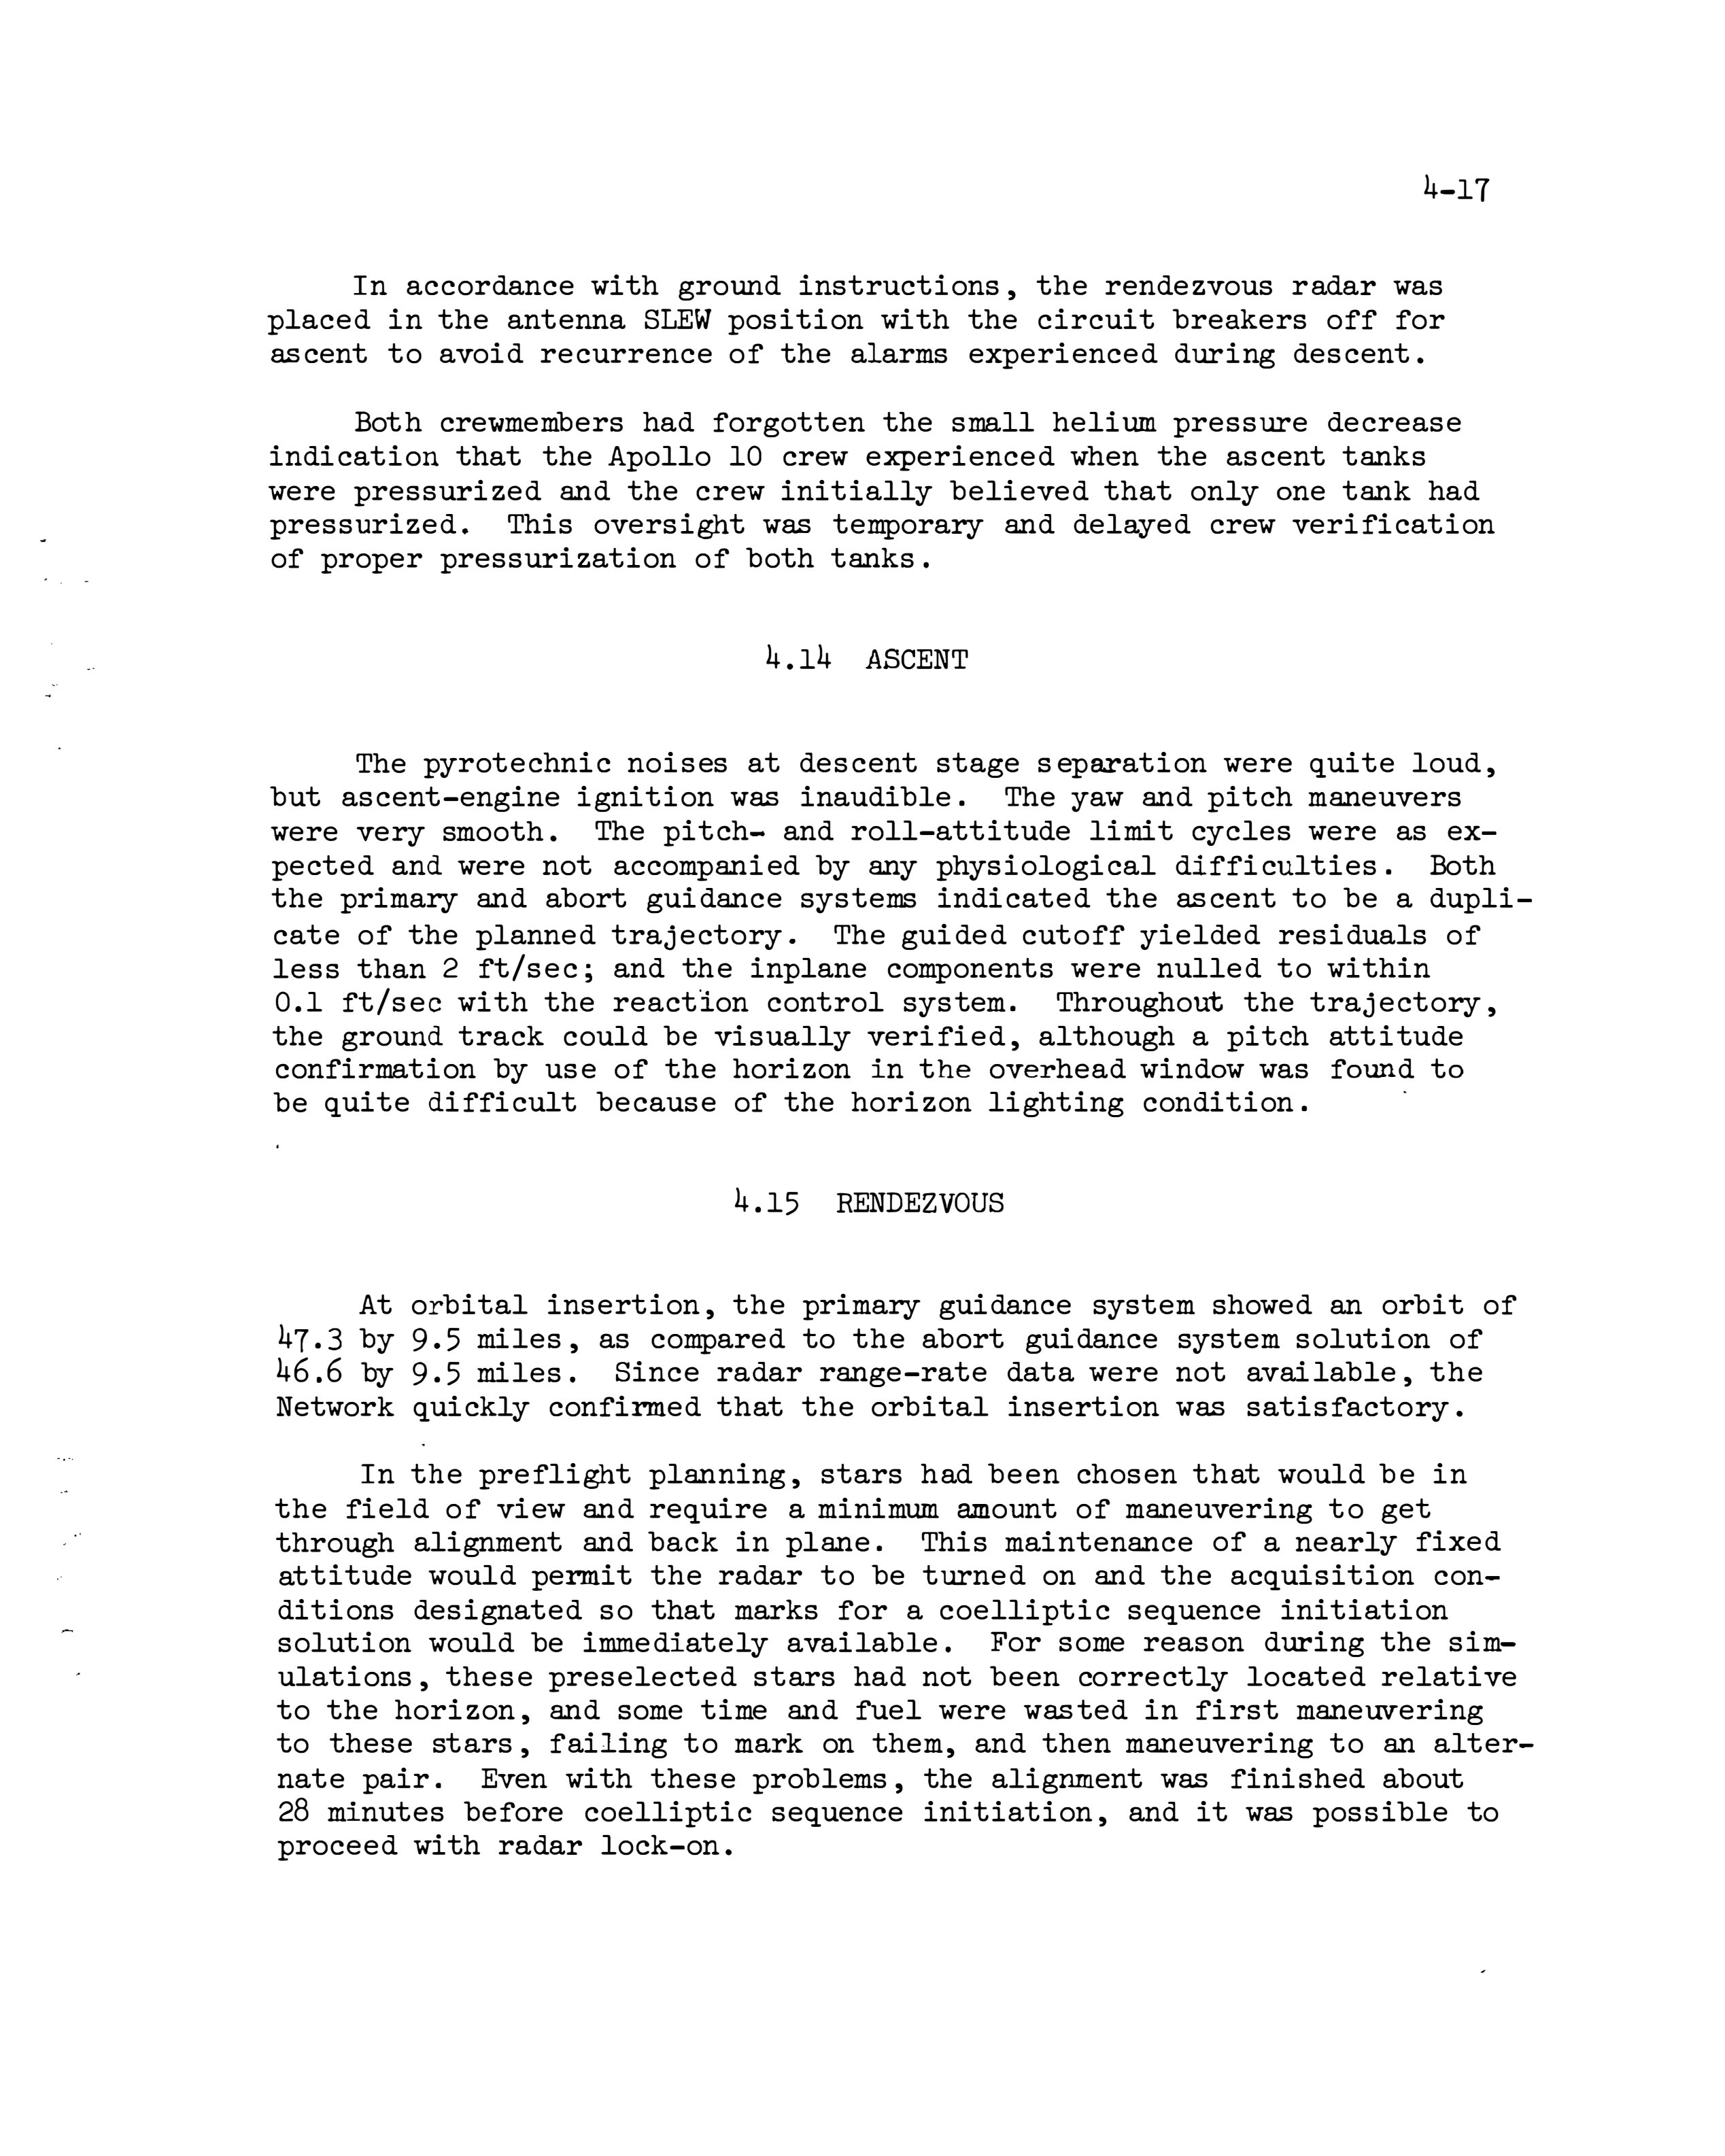 4-17
In accordance with ground instructions, the rendezvous radar was
placed in the antenna SLEW position with the circuit breakers off for
ascent to avoid recurrence of the alarms experienced during descent.
Both crewmembers had forgotten the small helium pressure decrease
indication that the Apollo 10 crew experienced when the ascent tanks
were pressurized and the crew initially believed that only one tank had
pressurized. This oversight was temporary and delayed crew verification
of proper pressurization of both tanks.
4.14 ASCENT
The pyrotechnic noises at descent stage separation were quite loud,
but ascent-engine ignition was inaudible. The yaw and pitch maneuvers
were very smooth. The pitch- and roll-attitude limit cycles were as ex-
pected and were not accompanied by any physiological difficulties. Both
the primary and abort guidance systems indicated the ascent to be a dupli-
cate of the planned trajectory. The guided cutoff yielded residuals of
less than 2 ft/sec; and the inplane components were nulled to within
0.1 ft/sec with the reaction control system. Throughout the trajectory,
the ground track could be visually verified, although a pitch attitude
confirmation by use of the horizon in the overhead window was found to
be quite difficult because of the horizon lighting condition.
4.15 RENDEZVOUS
At orbital insertion, the primary guidance system showed an orbit of
47.3 by 9.5 miles, as compared to the abort guidance system solution of
46.6 by 9.5 miles. Since radar range-rate data were not available, the
Network quickly confirmed that the orbital insertion was satisfactory.
In the preflight planning, stars had been chosen that would be in
the field of view and require a minimum amount of maneuvering to get
through alignment and back in plane. This maintenance of a nearly fixed
attitude would permit the radar to be turned on and the acquisition con-
ditions designated so that marks for a coelliptic sequence initiation
solution would be immediately available. For some reason during the sim-
ulations, these preselected stars had not been correctly located relative
to the horizon, and some time and fuel were wasted in first maneuvering
to these stars, failing to mark on them, and then maneuvering to an alter-
nate pair. Even with these problems, the alignment was finished about
28 minutes before coelliptic sequence initiation, and it was possible to
proceed with radar lock-on.